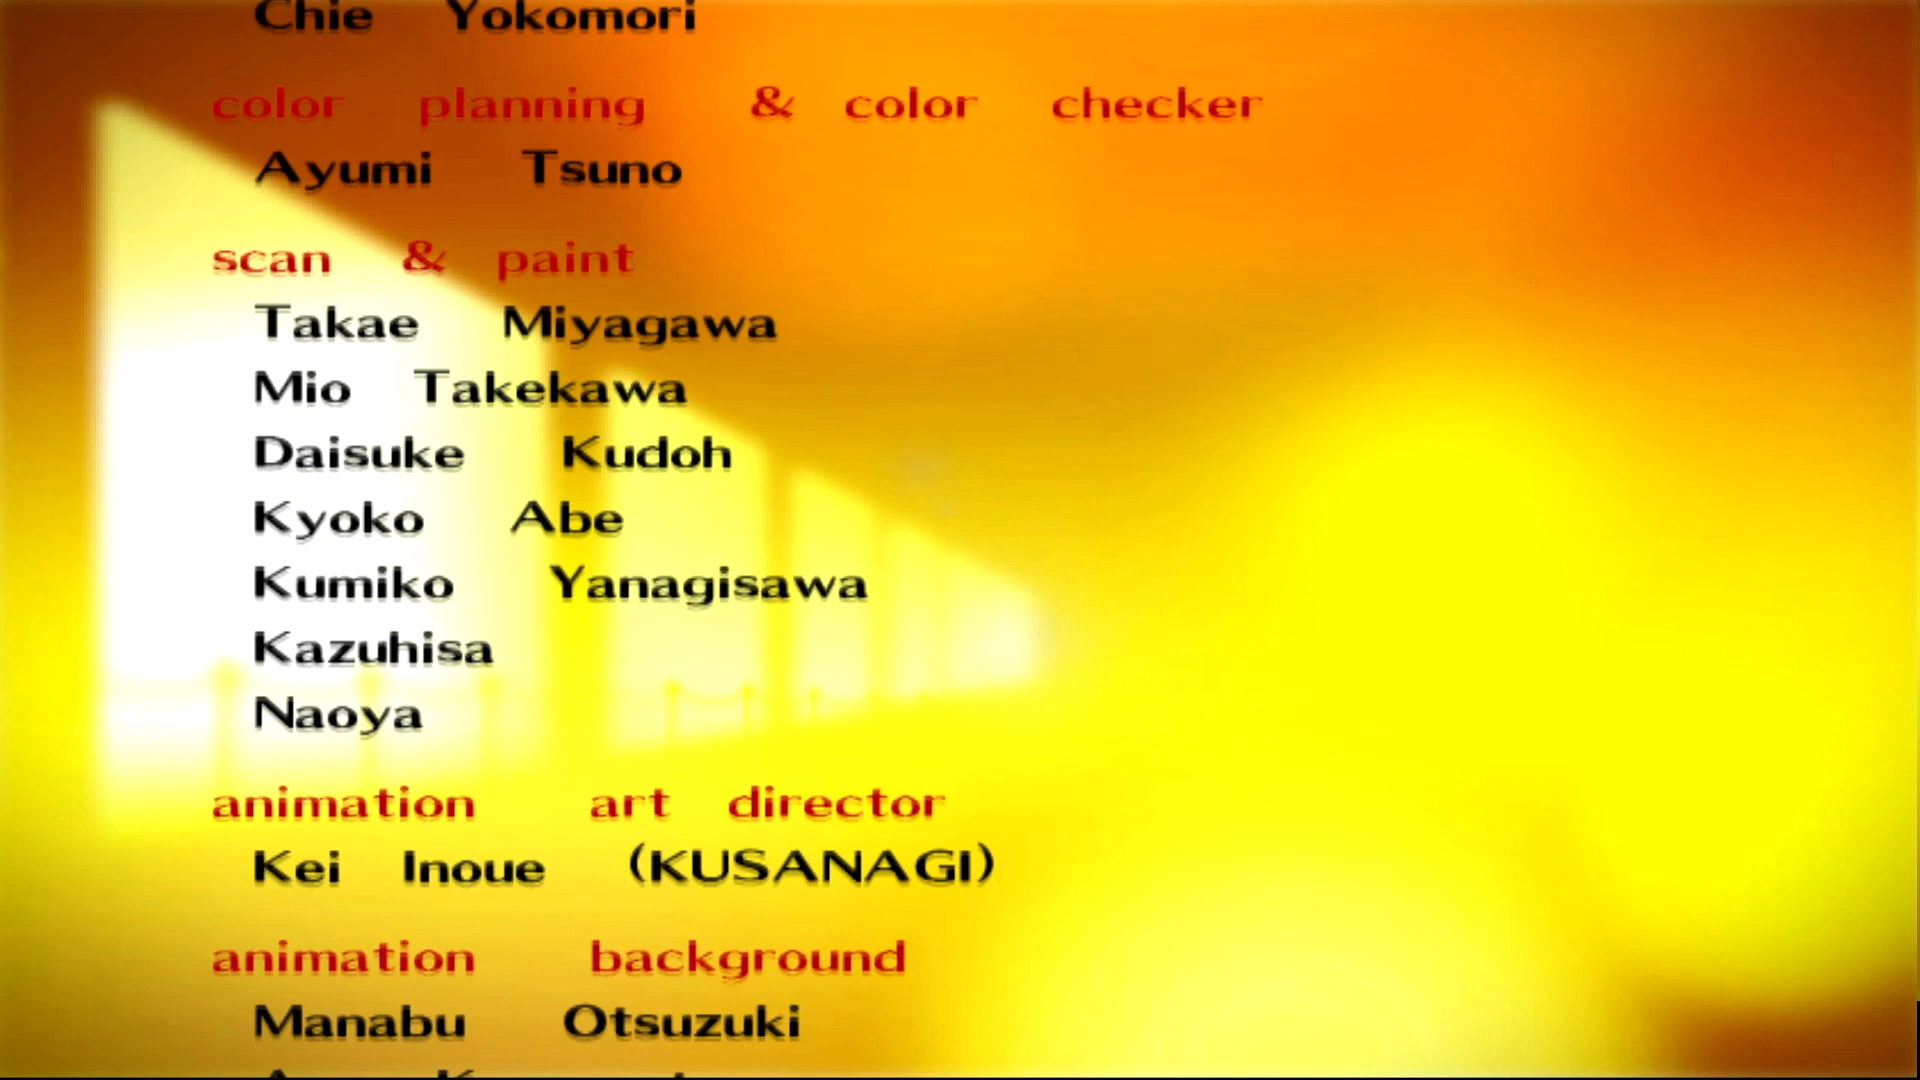 Chie Yokomori
color planning & color checker
Ayumi Tsuno
scan & paint
Takae Miyagawa
Mio Takekawa
Daisuke Kudoh
Kyoko Abe
Kumiko Yanagisawa
Kazuhisa
Naoya
animation art director
Kei Inoue (KUSANAGI)
animation background
Manabu Otsuzuki